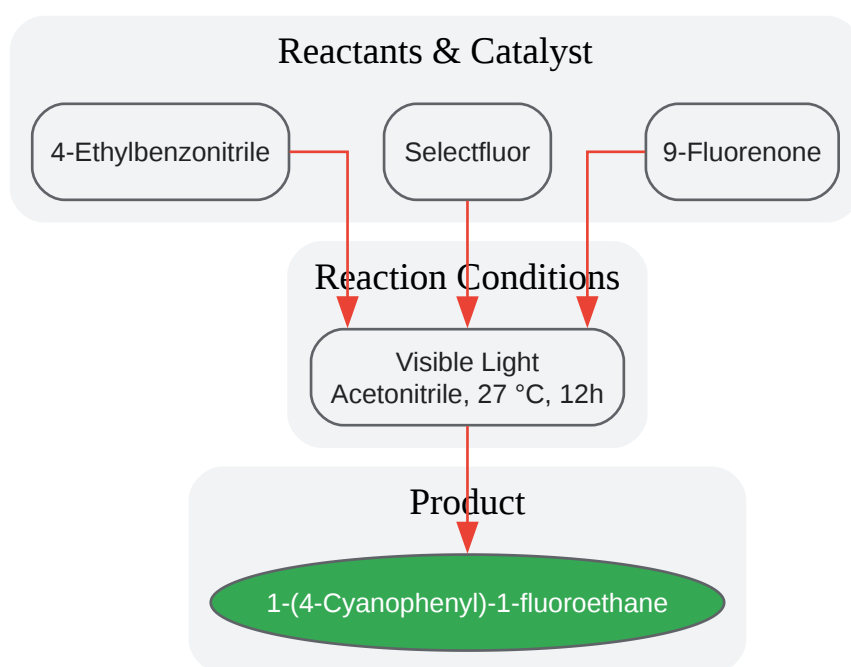 Reactants & Catalyst
4-Ethylbenzonitrile
Selectfluor
9-Fluorenone
Reaction Conditions
Visible Light
Acetonitrile, 27 °C, 12h
Product
1-(4-Cyanophenyl)-1-fluoroethane